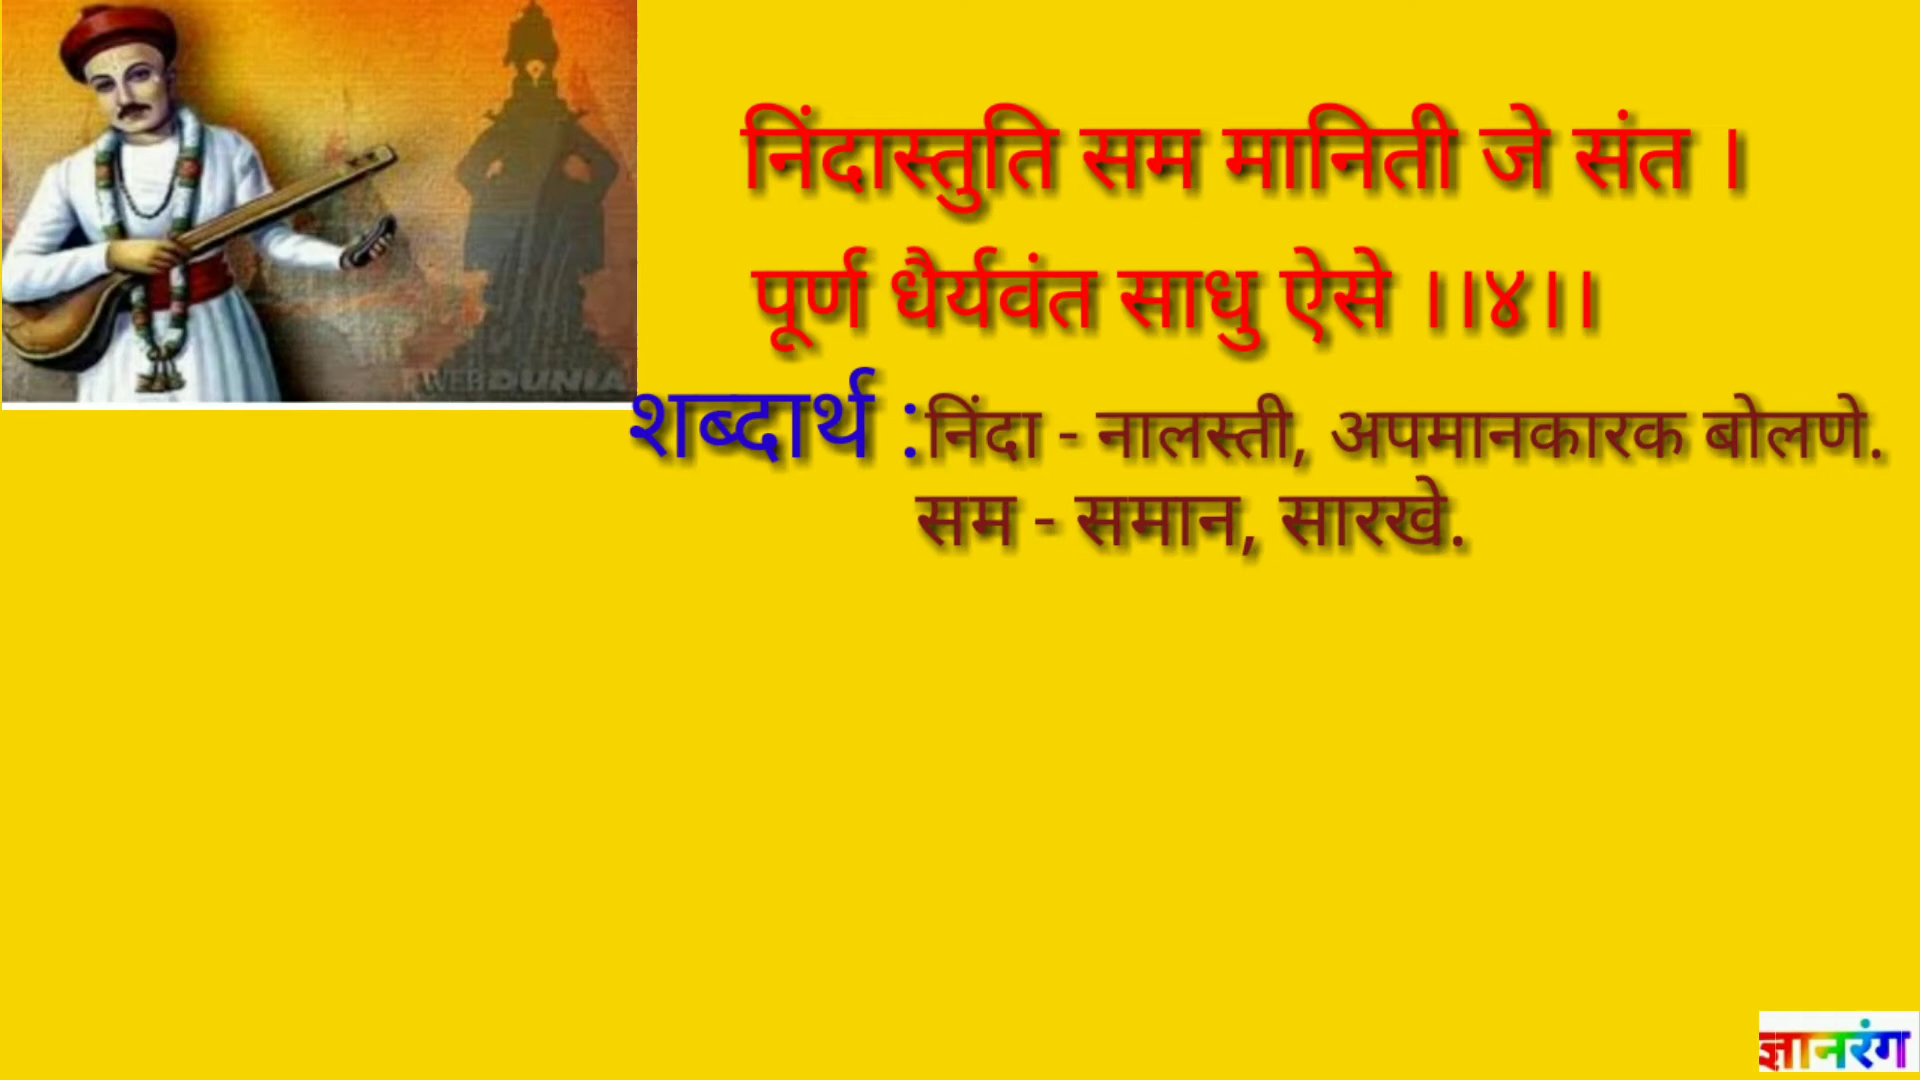 निंदास्तुति सम मानिती जे संत ।
पूर्ण धैर्यवंत साधु ऐसे ।।४।।
शब्दार्थ :निंदा - नालस्ती, अपमानकारक बोलणे.
सम - समान, सारखे.
WEBDUNIA
ज्ञानरंग